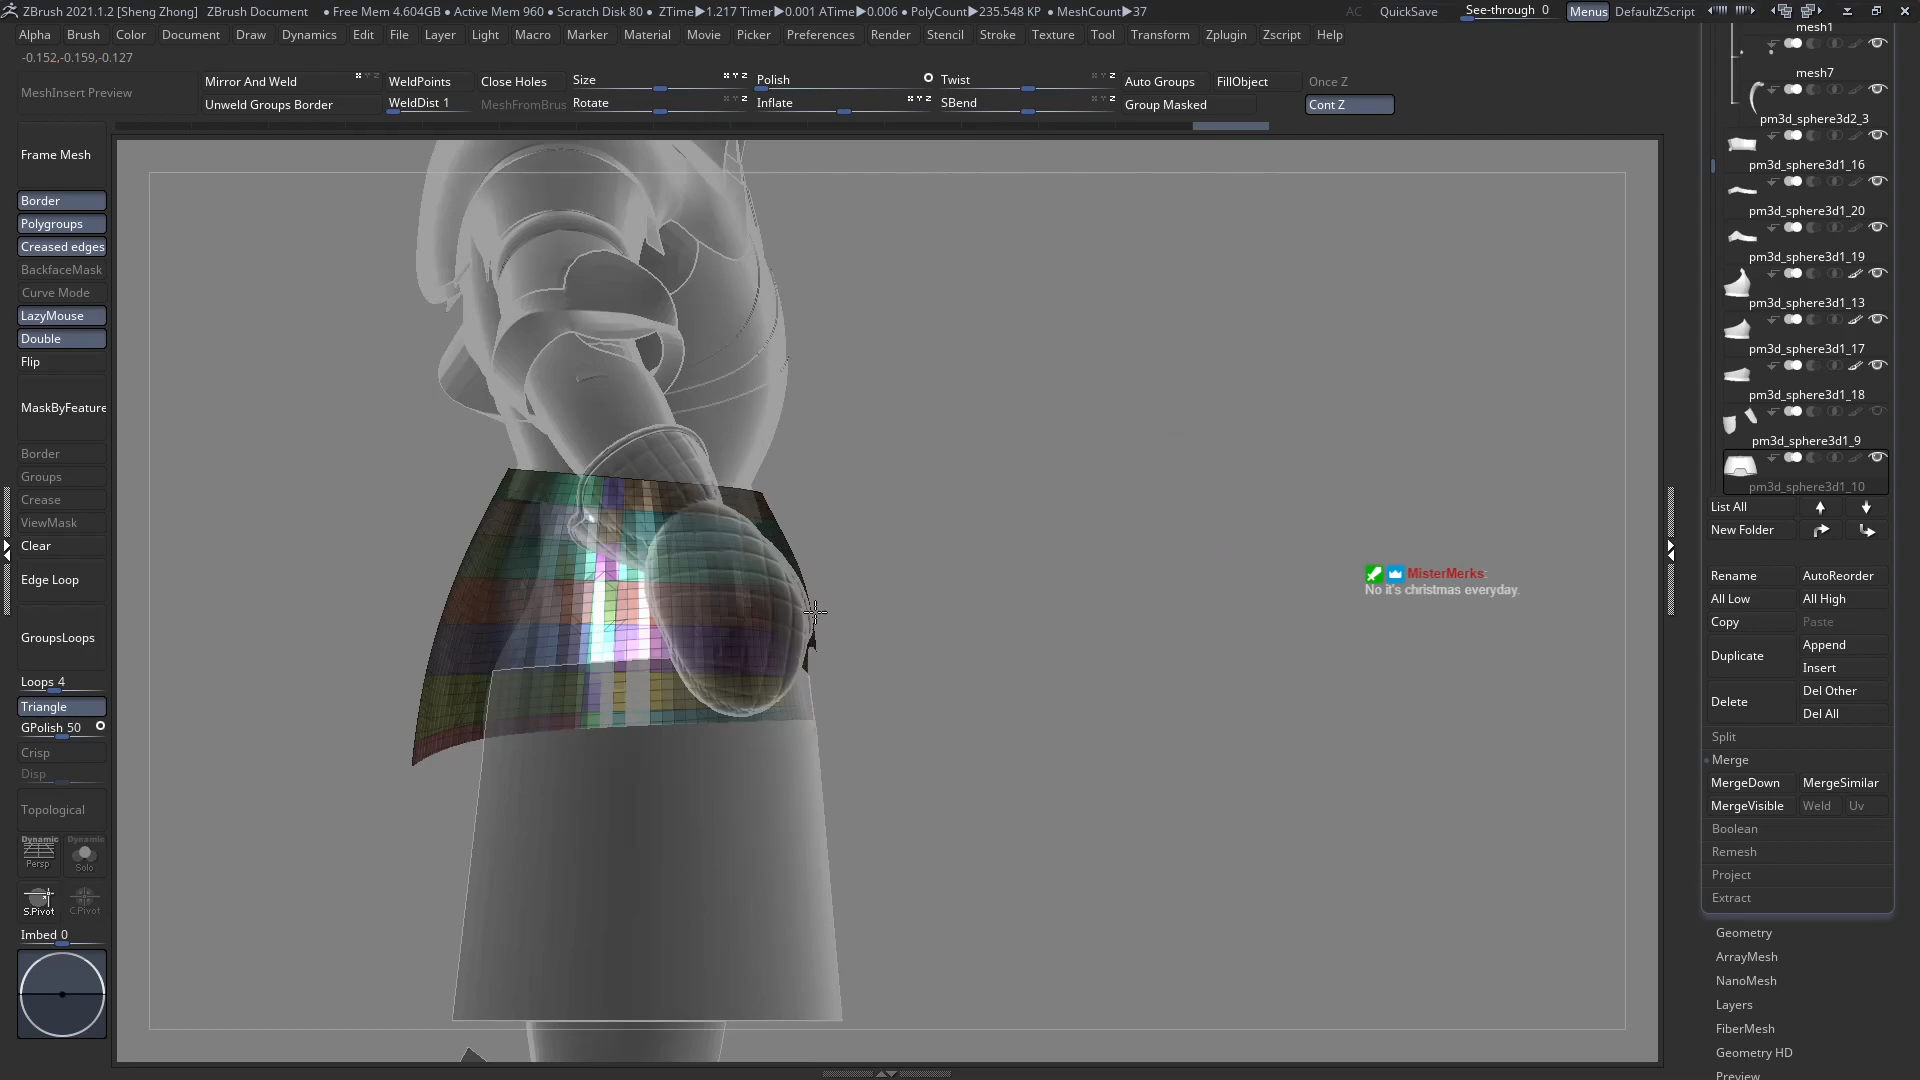 ZBrush 2021.1.2 [Sheng Zhong] ZBrush Document • Free Mem 4.604GB • Active Mem 960 • Scratch Disk 80 • ZTime▶1.217 Timer▶0.001 ATime▶0.006 • PolyCount▶235.548 KP • MeshCount▶37 AC QuickSave See-through 0 Menus DefaultZScript
Alpha Brush Color Document Draw Dynamics Edit File Layer Light Macro Marker Material Movie Picker Preferences Render Stencil Stroke Texture Tool Transform Zplugin Zscript Help
-0.152,-0.159,-0.127
MeshInsert Preview
Mirror And Weld WeldPoints Close Holes Size Polish Twist Auto Groups FillObject Once Z
Unweld Groups Border WeldDist 1 MeshFromBrus Rotate Inflate SBend Group Masked Cont Z
Frame Mesh
Border
Polygroups
Creased edges
BackfaceMask
Curve Mode
LazyMouse
Double
Flip
MaskByFeature
Border
Groups
Crease
ViewMask
Clear
Edge Loop
GroupsLoops
Loops 4
Triangle
GPolish 50
Crisp
Disp
Topological
Dynamic Dynamic
Persp Solo
S.Pivot C.Pivot
Imbed 0
MisterMerks:
No it's christmas everyday.
mesh1
mesh7
pm3d_sphere3d2_3
pm3d_sphere3d1_16
pm3d_sphere3d1_20
pm3d_sphere3d1_19
pm3d_sphere3d1_13
pm3d_sphere3d1_17
pm3d_sphere3d1_18
pm3d_sphere3d1_9
pm3d_sphere3d1_10
List All
New Folder
Rename AutoReorder
All Low All High
Copy Paste
Duplicate Append
Insert
Delete Del Other
Del All
Split
Merge
MergeDown MergeSimilar
MergeVisible Weld Uv
Boolean
Remesh
Project
Extract
Geometry
ArrayMesh
NanoMesh
Layers
FiberMesh
Geometry HD
Preview